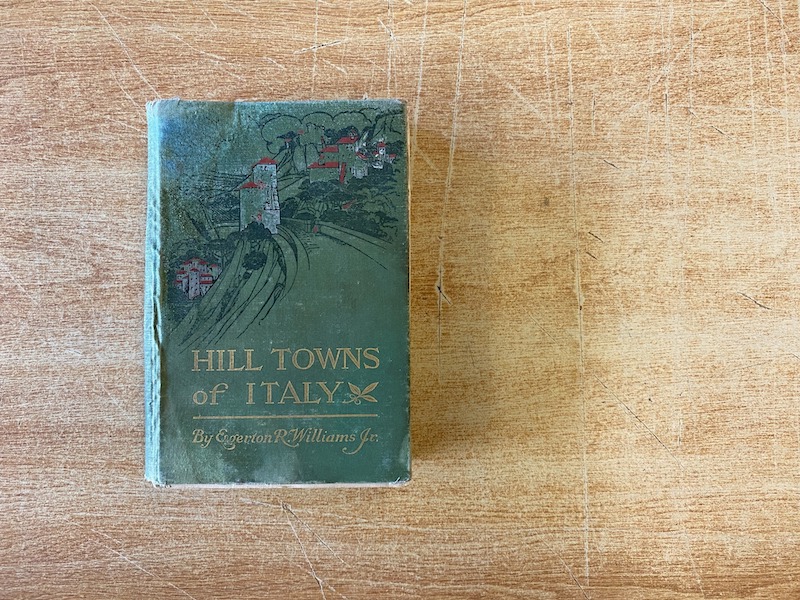 HILL TOWNS
of ITALY
By Egerton R. Williams Jr.